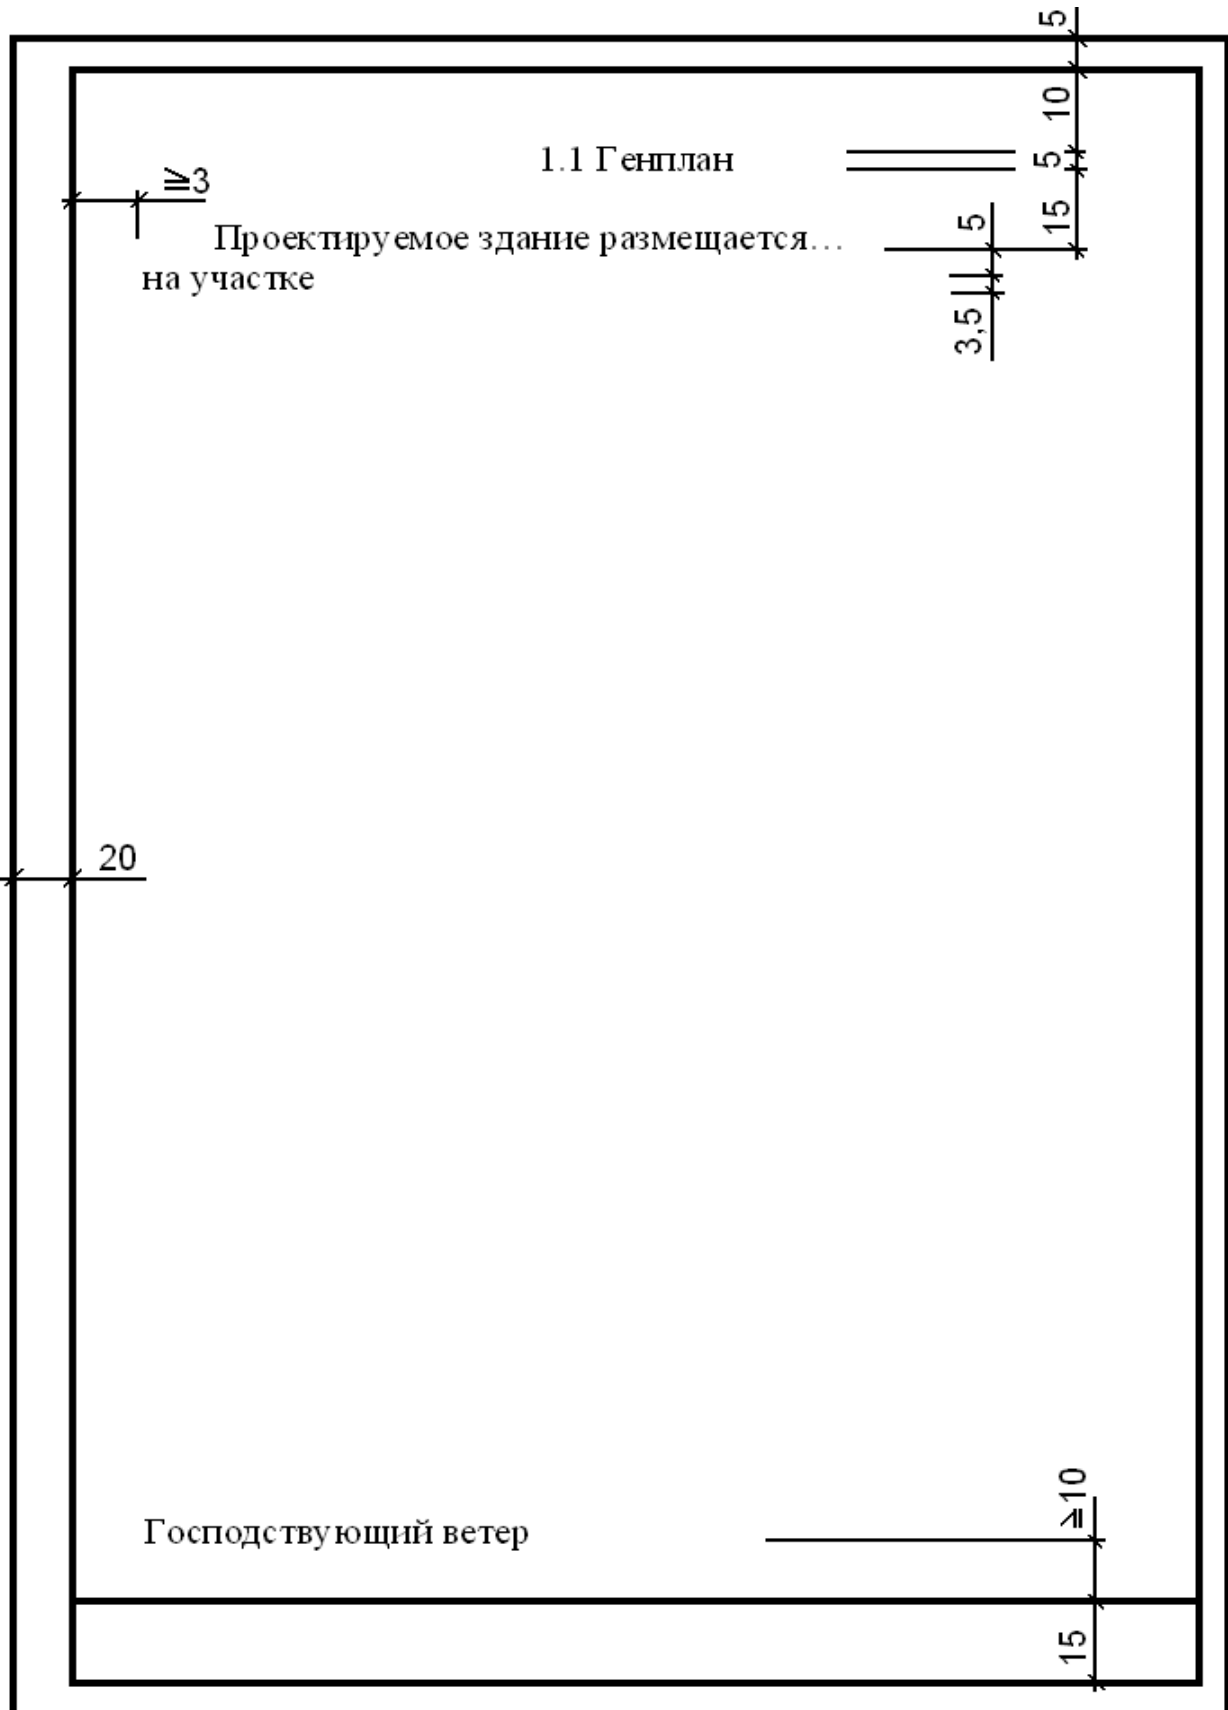 5
10
1.1 Генплан
5
≧3
15
Проектируемое здание размещается...
5
на участке
3,5
20
Господствующий ветер
≧10
15